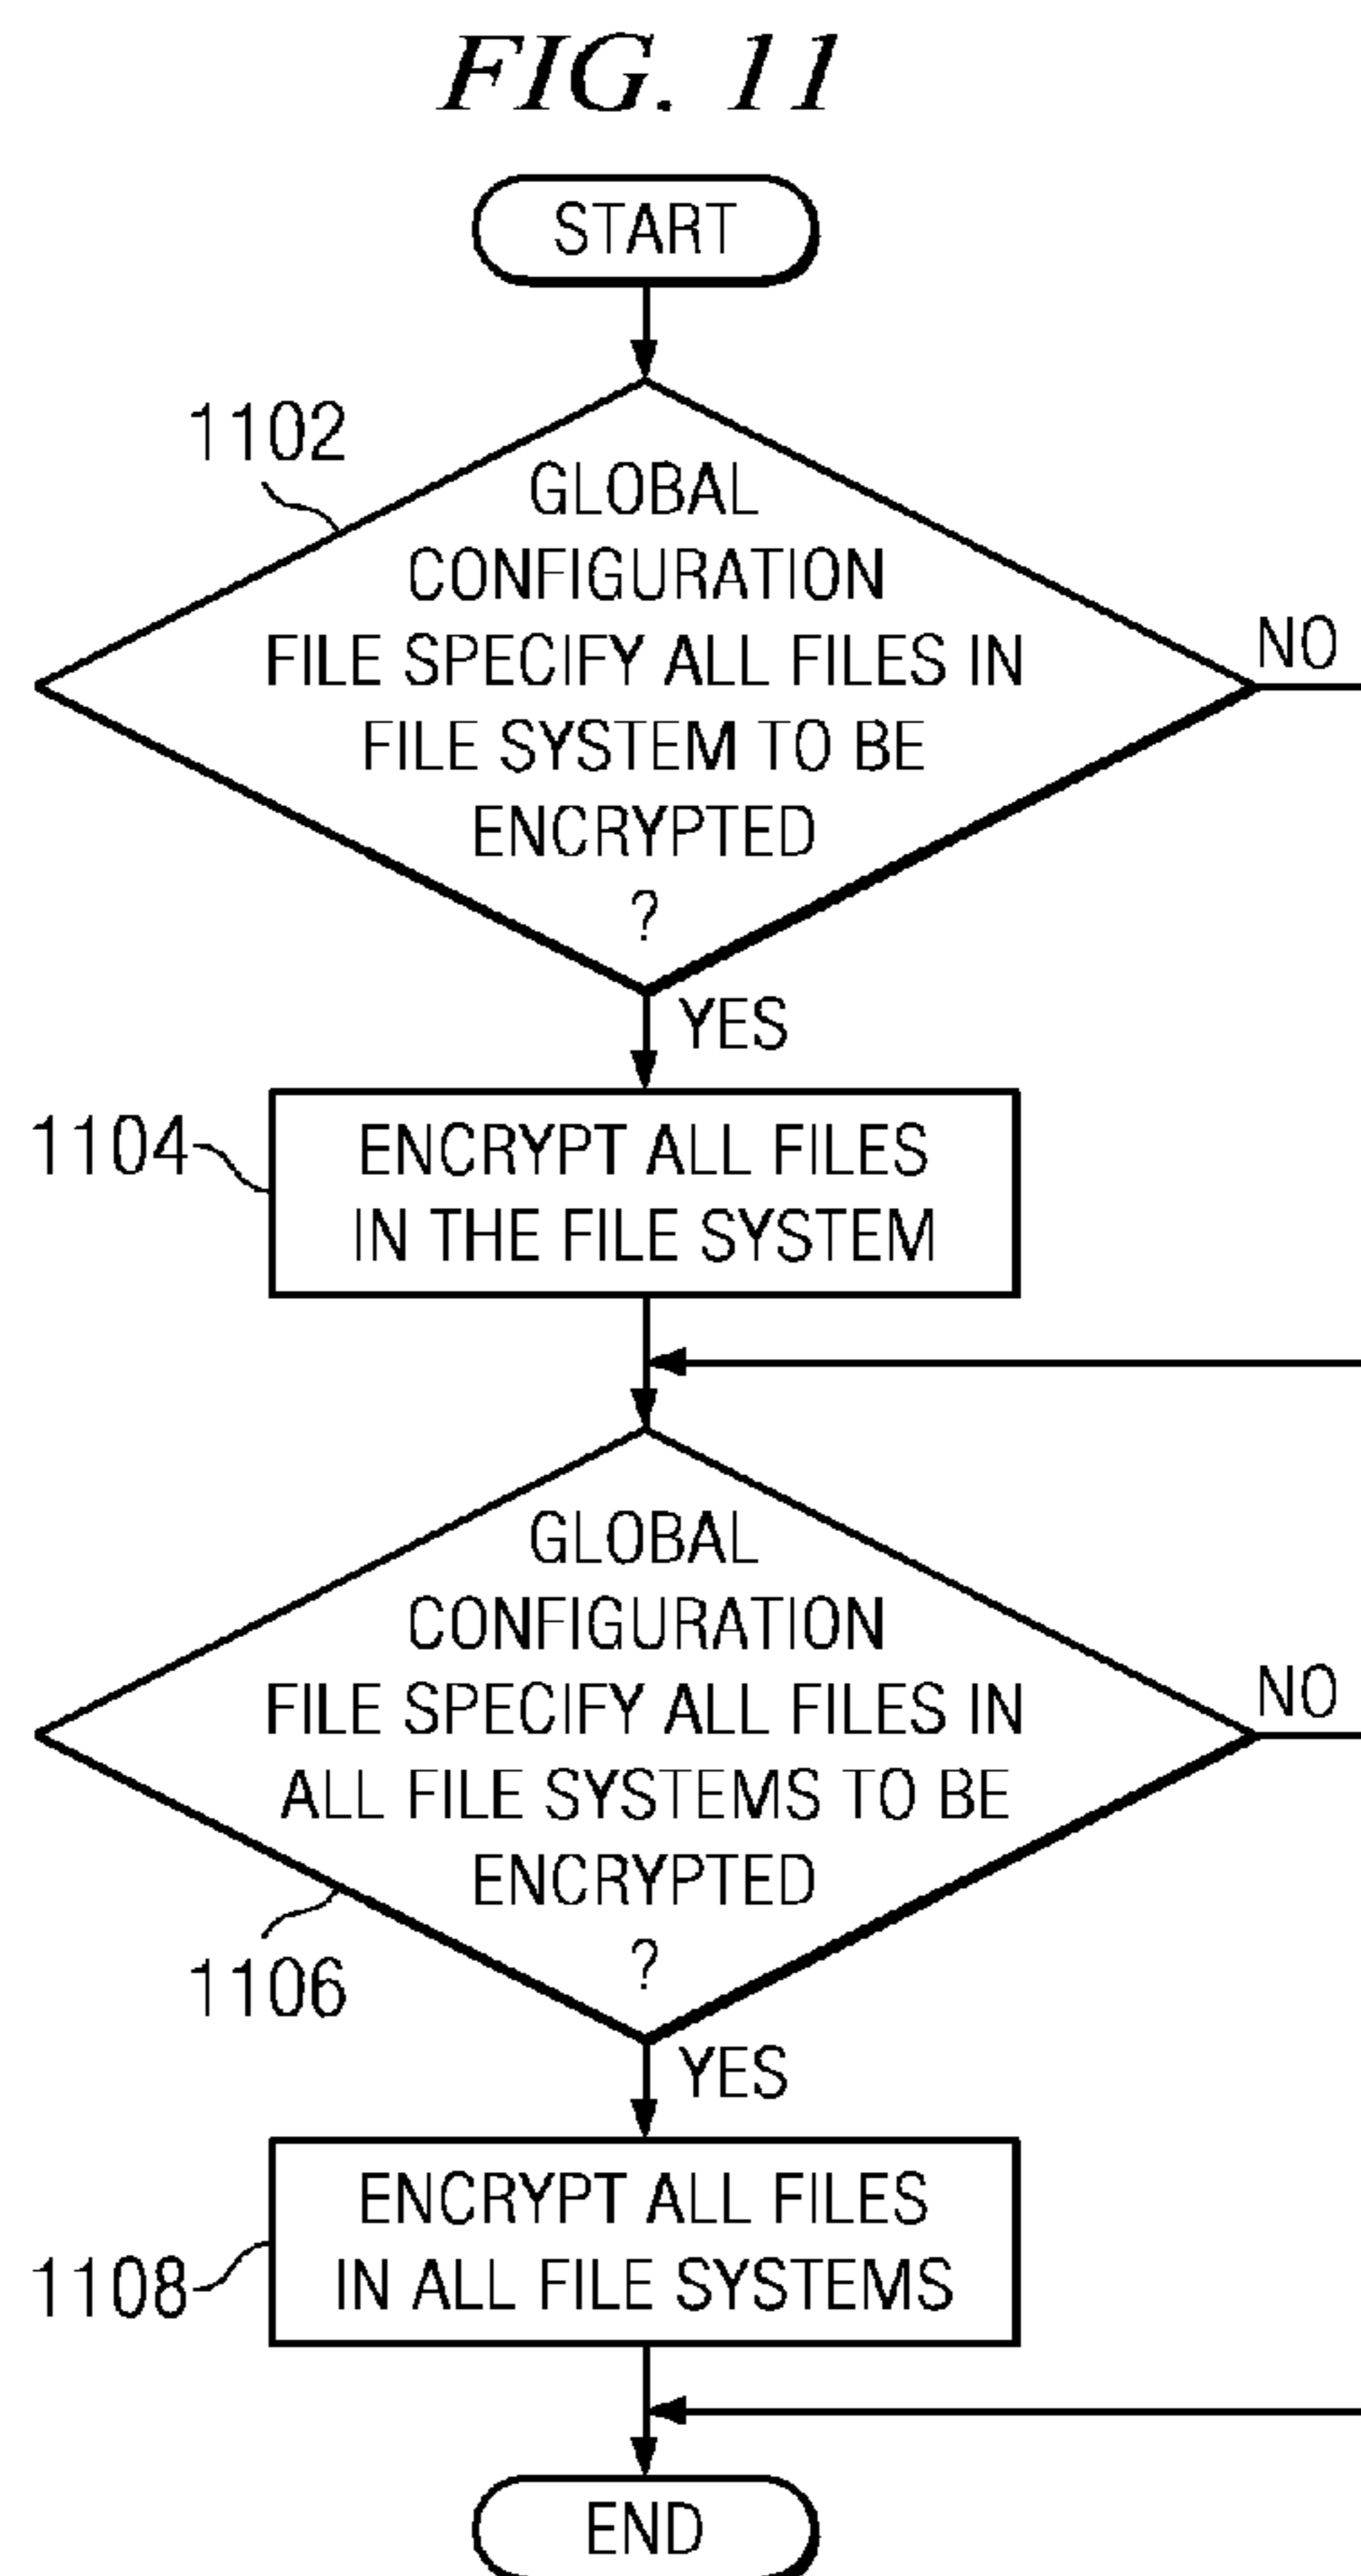 FIG. 11
START
1102
GLOBAL
CONFIGURATION
FILE SPECIFY ALL FILES IN
FILE SYSTEM TO BE
ENCRYPTED
?
NO
YES
1104
ENCRYPT ALL FILES
IN THE FILE SYSTEM
GLOBAL
CONFIGURATION
FILE SPECIFY ALL FILES IN
ALL FILE SYSTEMS TO BE
ENCRYPTED
?
NO
1106
YES
1108
ENCRYPT ALL FILES
IN ALL FILE SYSTEMS
END